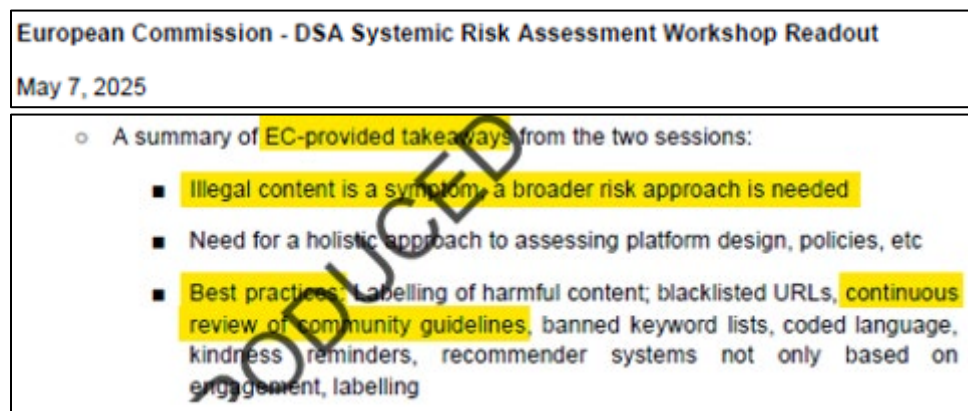 European Commission - DSA Systemic Risk Assessment Workshop Readout
May 7, 2025
○ A summary of EC-provided takeaways from the two sessions:
■ Illegal content is a symptom, a broader risk approach is needed
■ Need for a holistic approach to assessing platform design, policies, etc
■ Best practices: Labelling of harmful content; blacklisted URLs, continuous
review of community guidelines, banned keyword lists, coded language,
kindness reminders, recommender systems not only based on
engagement, labelling
RODUCED